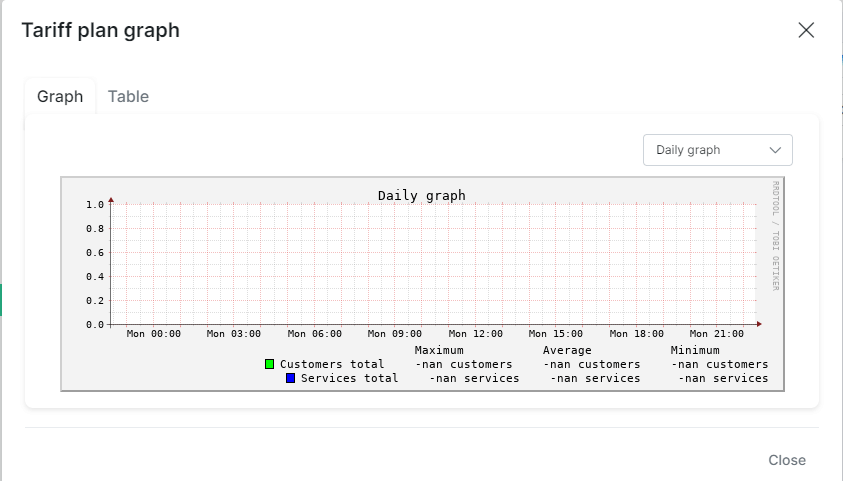 Tariff plan graph
Graph Table
Daily graph
Daily graph
RRDTOOL / TOBI OETIKER
1.0
0.8
0.6
0.4
0.2
0.0
Mon 00:00 Mon 03:00 Mon 06:00 Mon 09:00 Mon 12:00 Mon 15:00 Mon 18:00 Mon 21:00
Maximum Average Minimum
Customers total -nan customers -nan customers -nan customers
Services total -nan services -nan services -nan services
Close